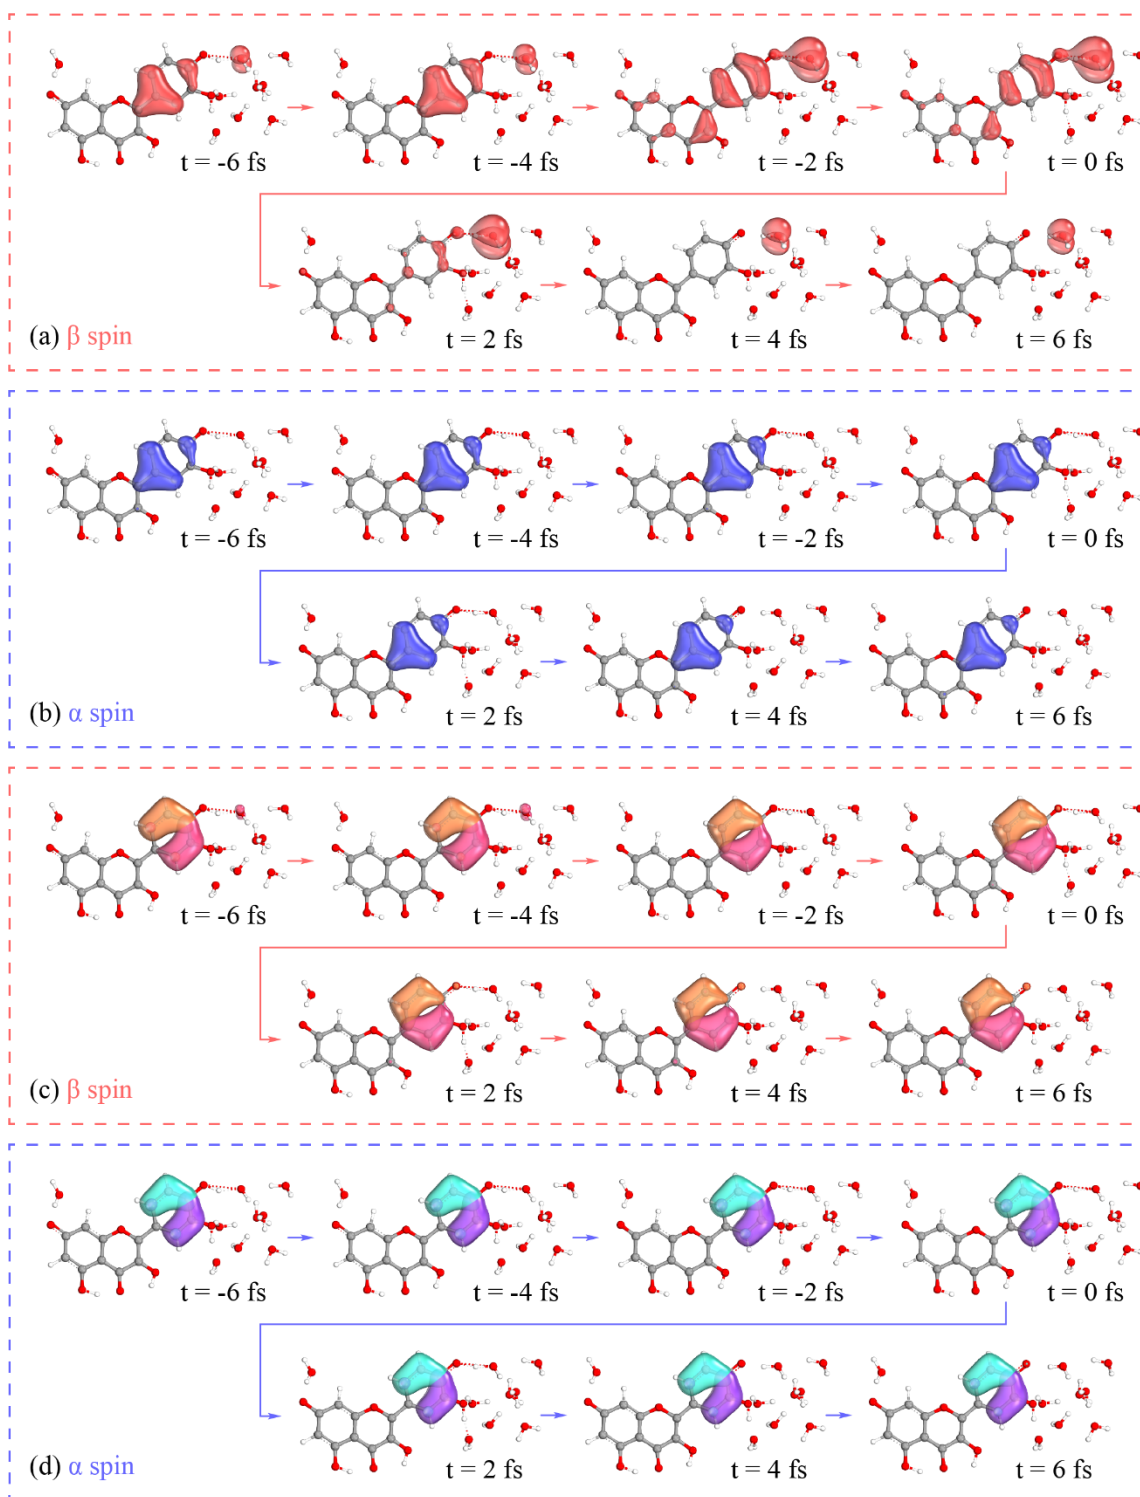 t = -6 fs t = -4 fs t = -2 fs t = 0 fs
t = 2 fs t = 4 fs t = 6 fs
(a) β spin
t = -6 fs t = -4 fs t = -2 fs t = 0 fs
t = 2 fs t = 4 fs t = 6 fs
(b) α spin
t = -6 fs t = -4 fs t = -2 fs t = 0 fs
t = 2 fs t = 4 fs t = 6 fs
(c) β spin
t = -6 fs t = -4 fs t = -2 fs t = 0 fs
t = 2 fs t = 4 fs t = 6 fs
(d) α spin